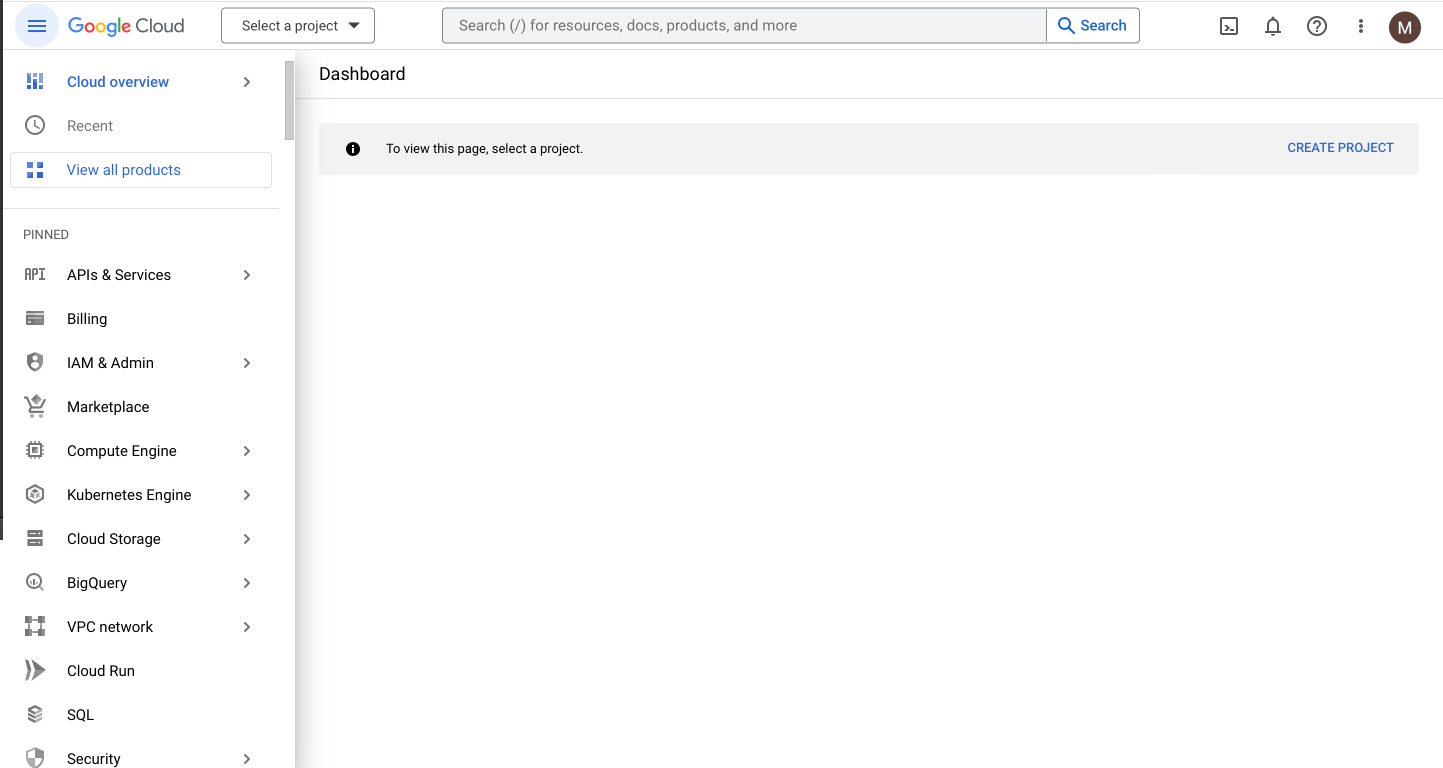 Google Cloud
Select a project
Search (/) for resources, docs, products, and more
Search
M
Cloud overview
Recent
View all products
PINNED
API
APIs & Services
Billing
IAM & Admin
Marketplace
Compute Engine
Kubernetes Engine
Cloud Storage
BigQuery
VPC network
Cloud Run
SQL
Security
Dashboard
To view this page, select a project.
CREATE PROJECT